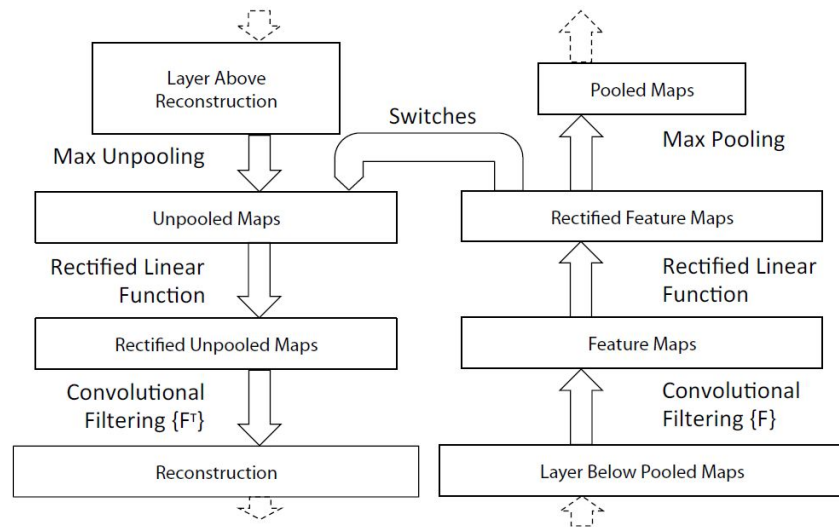 Layer Above
Reconstruction
Pooled Maps
Switches
Max Unpooling
Max Pooling
Unpooled Maps
Rectified Feature Maps
Rectified Linear
Function
Rectified Linear
Function
Rectified Unpooled Maps
Feature Maps
Convolutional
Filtering {Fᵀ}
Convolutional
Filtering {F}
Reconstruction
Layer Below Pooled Maps